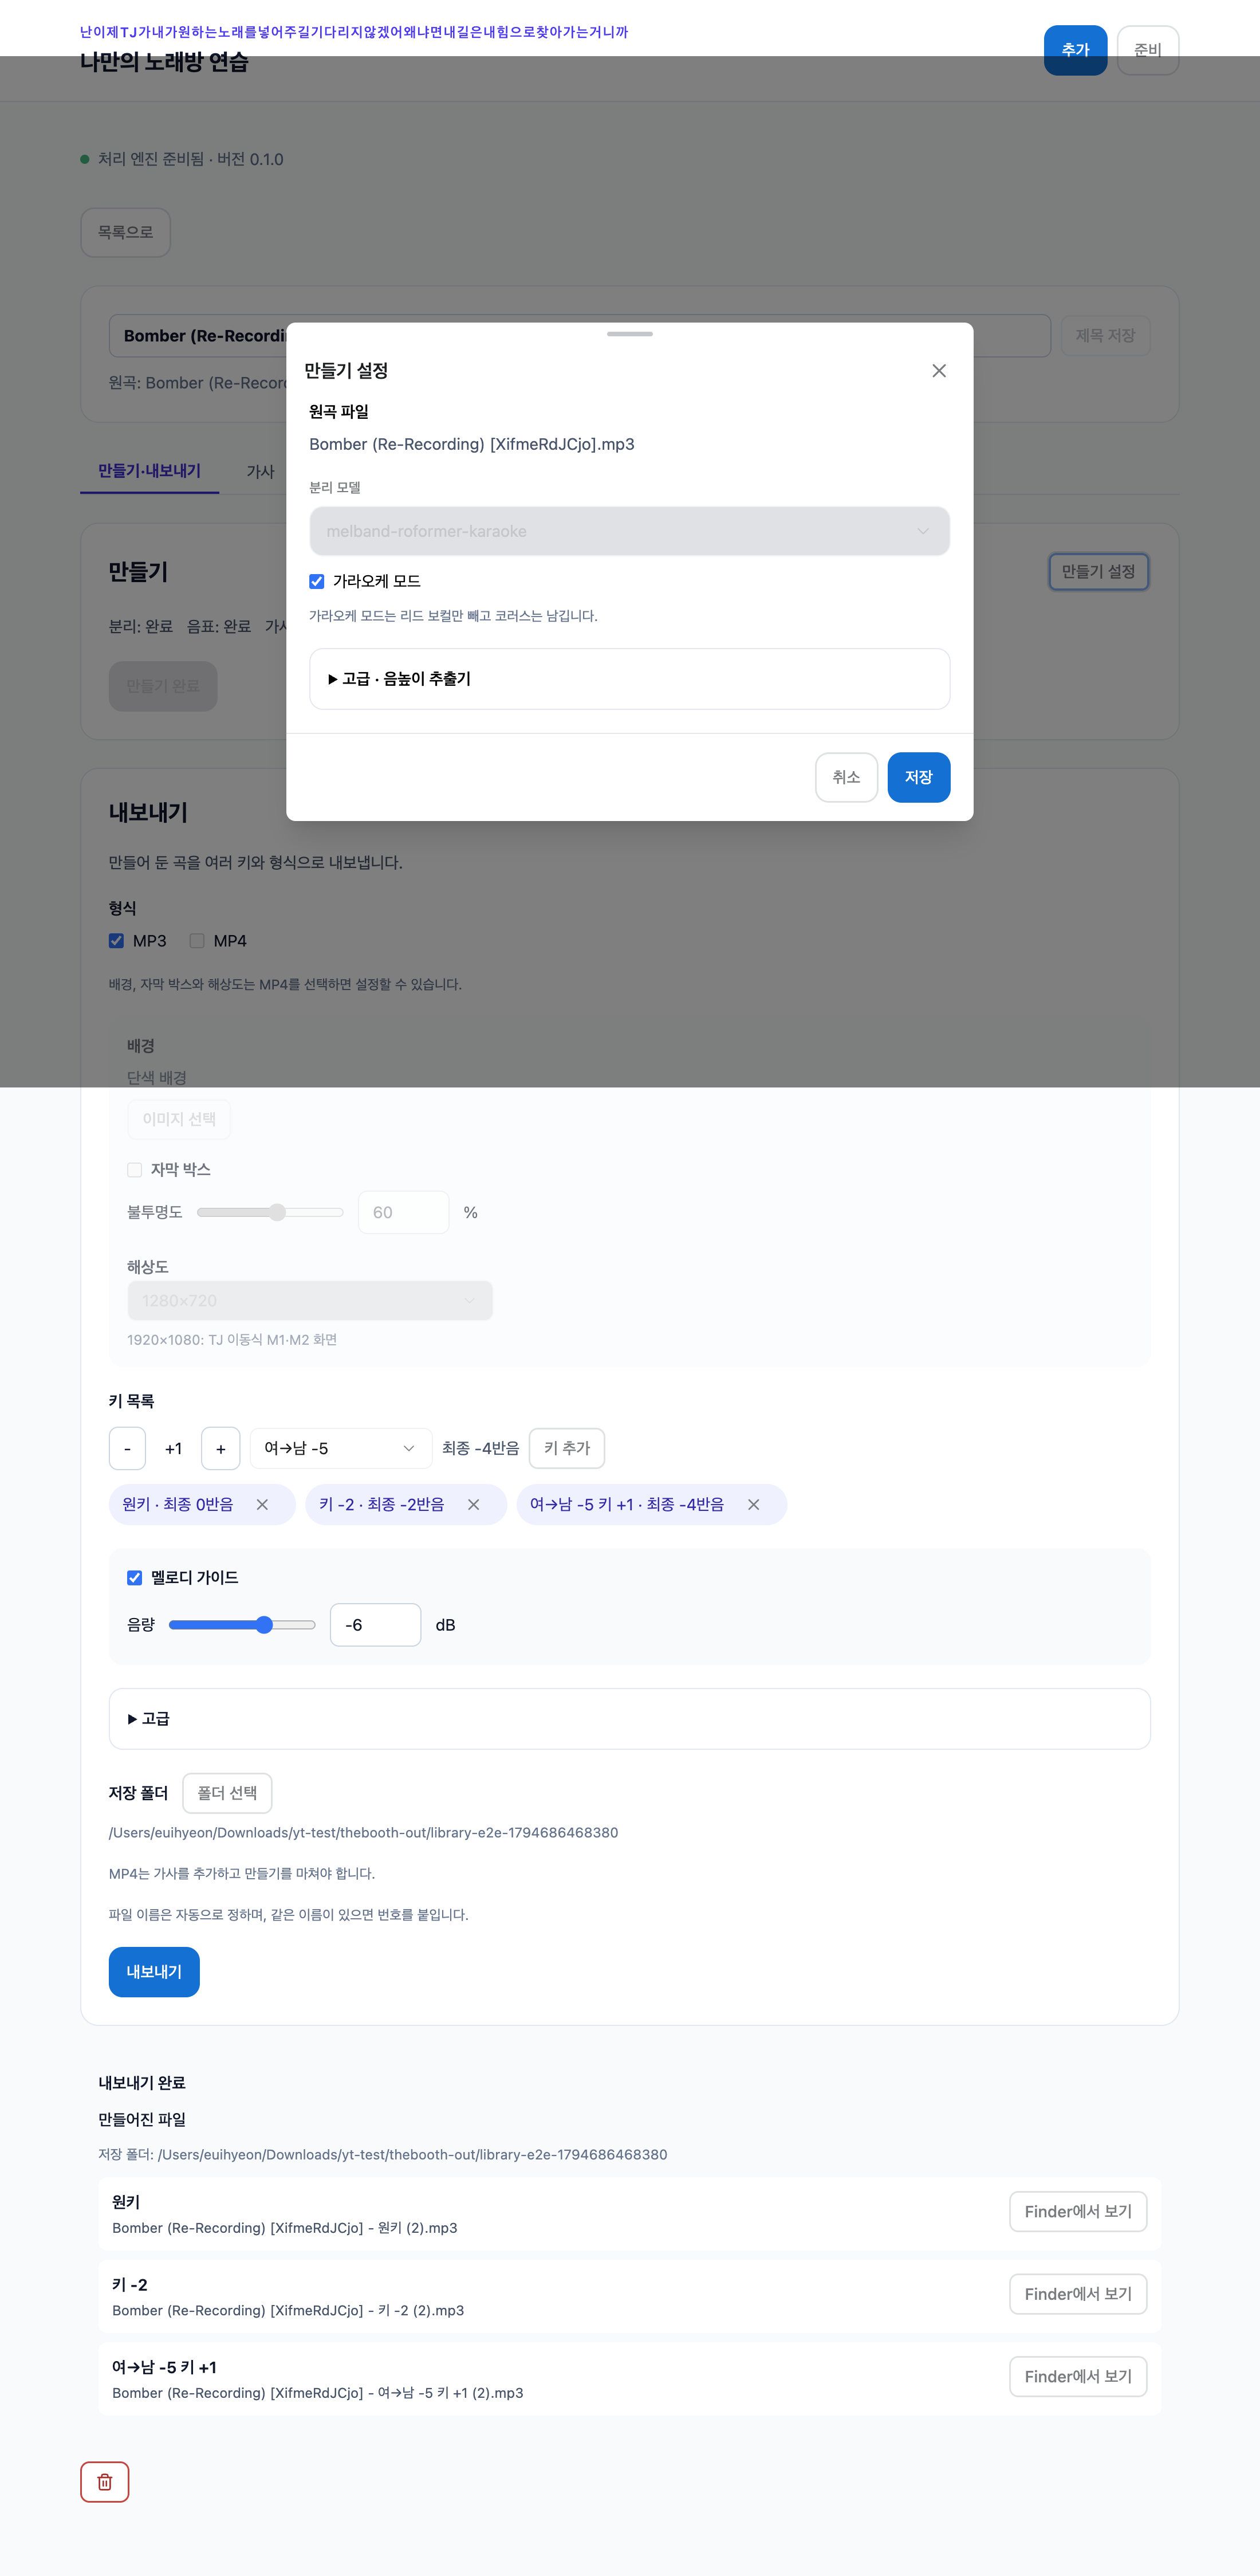 난이제TJ가내가원하는노래를넣어주길기다리지않겠어왜냐면내길은내힘으로찾아가는거니까
나만의 노래방 연습
추가
준비
처리 엔진 준비됨 · 버전 0.1.0
목록으로
Bomber (Re-Recordi
제목 저장
원곡: Bomber (Re-Recor
만들기·내보내기
가사
만들기
만들기 설정
분리: 완료 음표: 완료
만들기 완료
만들기 설정
원곡 파일
Bomber (Re-Recording) [XifmeRdJCjo].mp3
분리 모델
melband-roformer-karaoke
가라오케 모드
가라오케 모드는 리드 보컬만 빼고 코러스는 남깁니다.
▶ 고급 · 음높이 추출기
취소
저장
내보내기
만들어 둔 곡을 여러 키와 형식으로 내보냅니다.
형식
MP3
MP4
배경, 자막 박스와 해상도는 MP4를 선택하면 설정할 수 있습니다.
배경
단색 배경
이미지 선택
자막 박스
불투명도
60
%
해상도
1280×720
1920×1080: TJ 이동식 M1·M2 화면
키 목록
-
+1
+
여→남 -5
최종 -4반음
키 추가
원키 · 최종 0반음
키 -2 · 최종 -2반음
여→남 -5 키 +1 · 최종 -4반음
멜로디 가이드
음량
-6
dB
▶ 고급
저장 폴더
폴더 선택
/Users/euihyeon/Downloads/yt-test/thebooth-out/library-e2e-1794686468380
MP4는 가사를 추가하고 만들기를 마쳐야 합니다.
파일 이름은 자동으로 정하며, 같은 이름이 있으면 번호를 붙입니다.
내보내기
내보내기 완료
만들어진 파일
저장 폴더: /Users/euihyeon/Downloads/yt-test/thebooth-out/library-e2e-1794686468380
원키
Bomber (Re-Recording) [XifmeRdJCjo] - 원키 (2).mp3
Finder에서 보기
키 -2
Bomber (Re-Recording) [XifmeRdJCjo] - 키 -2 (2).mp3
Finder에서 보기
여→남 -5 키 +1
Bomber (Re-Recording) [XifmeRdJCjo] - 여→남 -5 키 +1 (2).mp3
Finder에서 보기